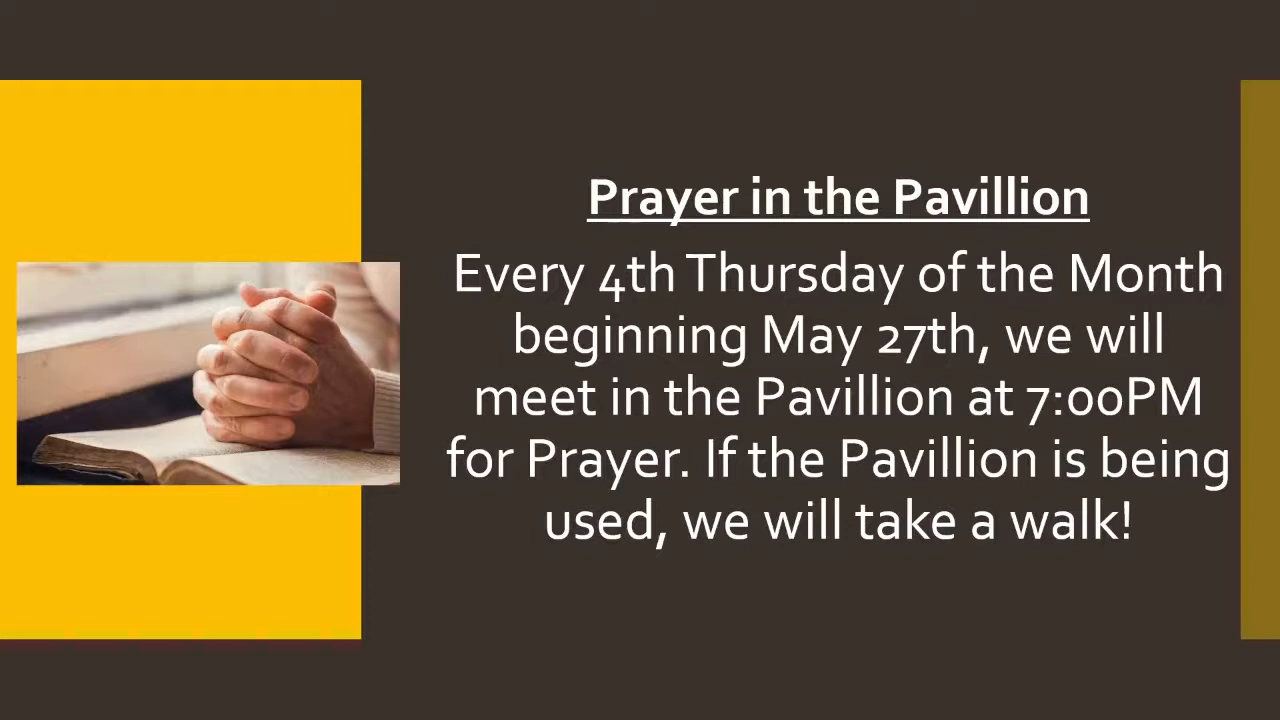 Prayer in the Pavillion
Every 4th Thursday of the Month
beginning May 27th, we will
meet in the Pavillion at 7:00PM
for Prayer. If the Pavillion is being
used, we will take a walk!